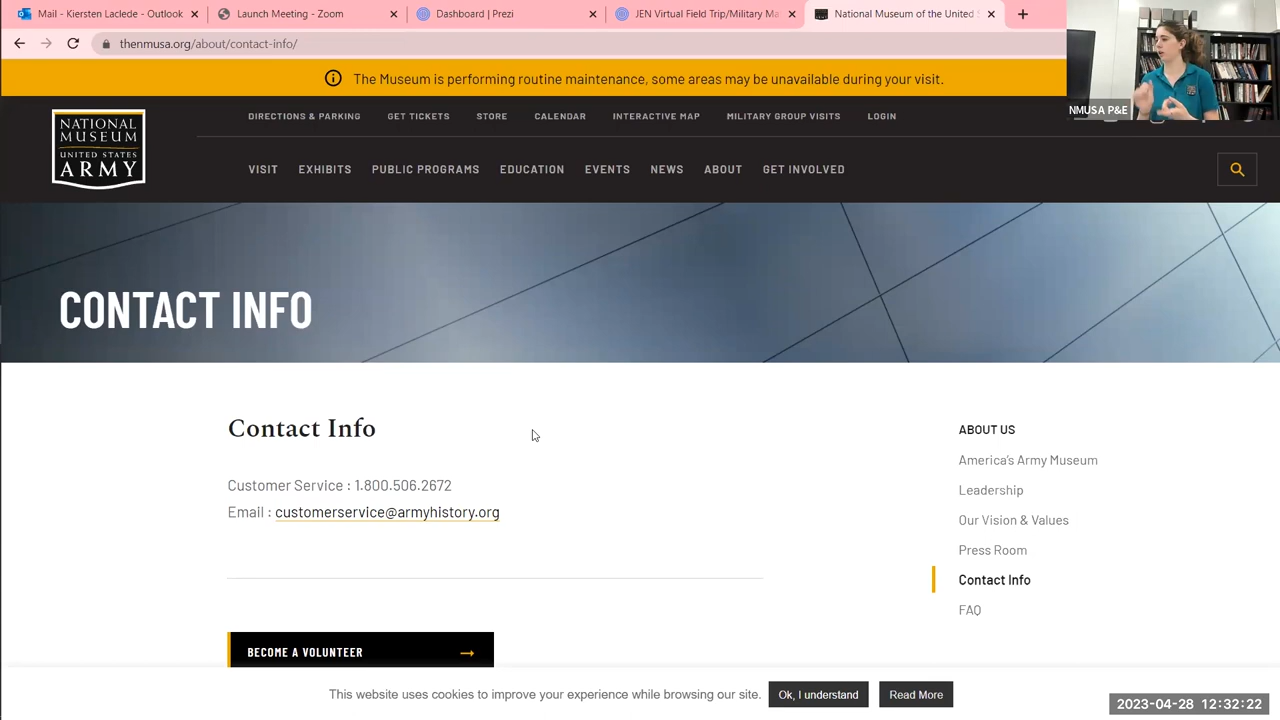 Mail - Kiersten Laclede - Outlook
Launch Meeting - Zoom
Dashboard | Prezi
JEN Virtual Field Trip/Military Ma
National Museum of the United S
thenmusa.org/about/contact-info/
The Museum is performing routine maintenance, some areas may be unavailable during your visit.
NMUSA P&E
NATIONAL
MUSEUM
UNITED STATES
ARMY
DIRECTIONS & PARKING
GET TICKETS
STORE
CALENDAR
INTERACTIVE MAP
MILITARY GROUP VISITS
LOGIN
VISIT
EXHIBITS
PUBLIC PROGRAMS
EDUCATION
EVENTS
NEWS
ABOUT
GET INVOLVED
CONTACT INFO
Contact Info
Customer Service : 1.800.506.2672
Email : customerservice@armyhistory.org
BECOME A VOLUNTEER
ABOUT US
America's Army Museum
Leadership
Our Vision & Values
Press Room
Contact Info
FAQ
This website uses cookies to improve your experience while browsing our site.
Ok, I understand
Read More
2023-04-28 12:32:22